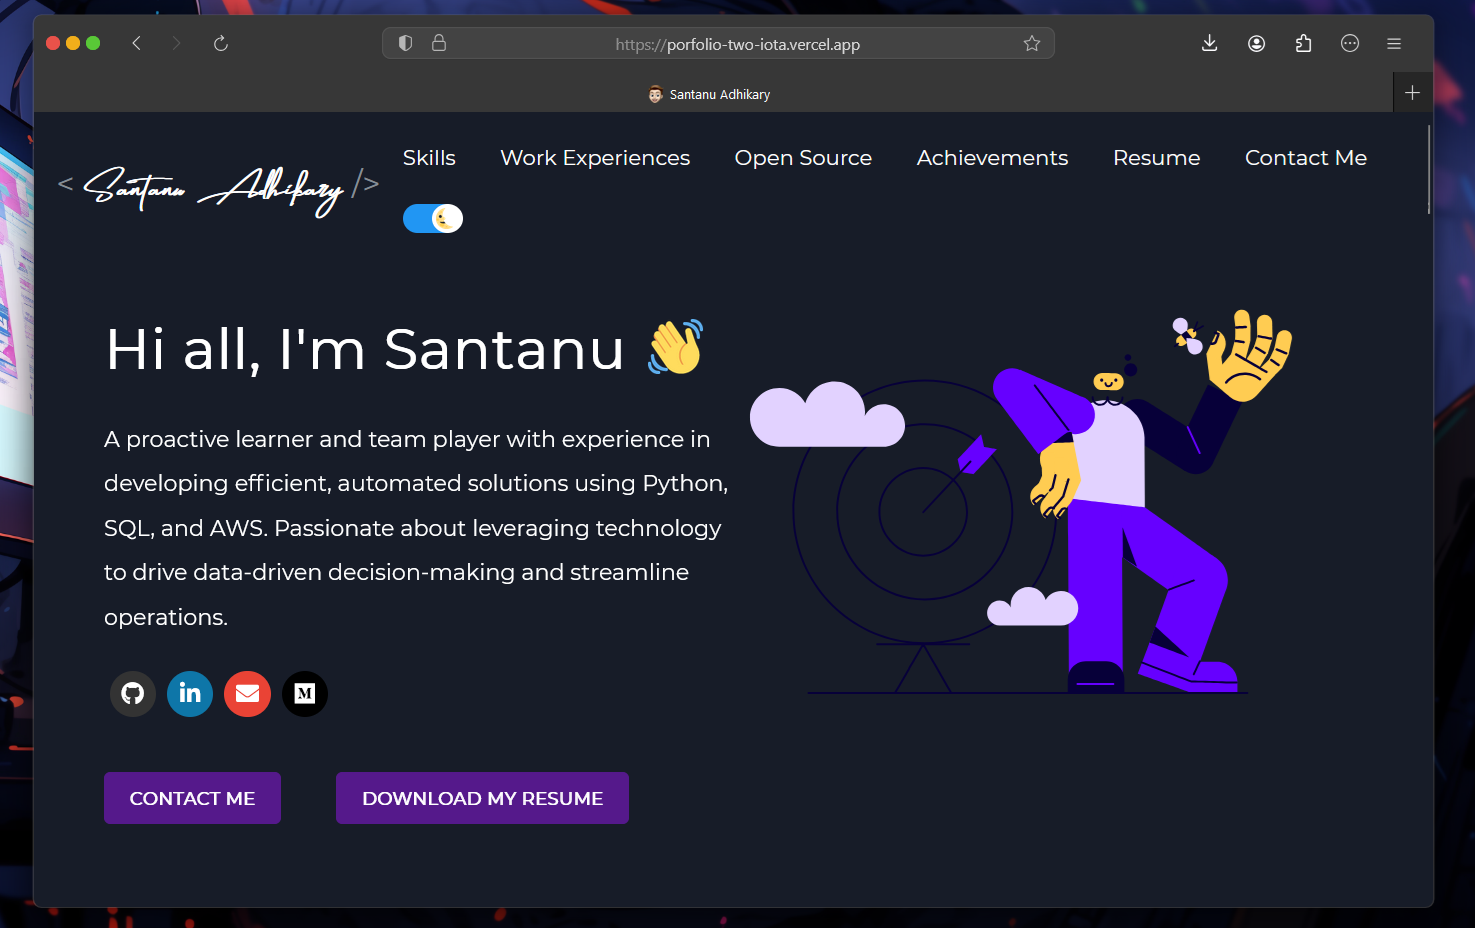 https://porfolio-two-iota.vercel.app
Santanu Adhikary
< Santanu Adhikary />
Skills
Work Experiences
Open Source
Achievements
Resume
Contact Me
Hi all, I'm Santanu 👋
A proactive learner and team player with experience in
developing efficient, automated solutions using Python,
SQL, and AWS. Passionate about leveraging technology
to drive data-driven decision-making and streamline
operations.
in
M
CONTACT ME
DOWNLOAD MY RESUME